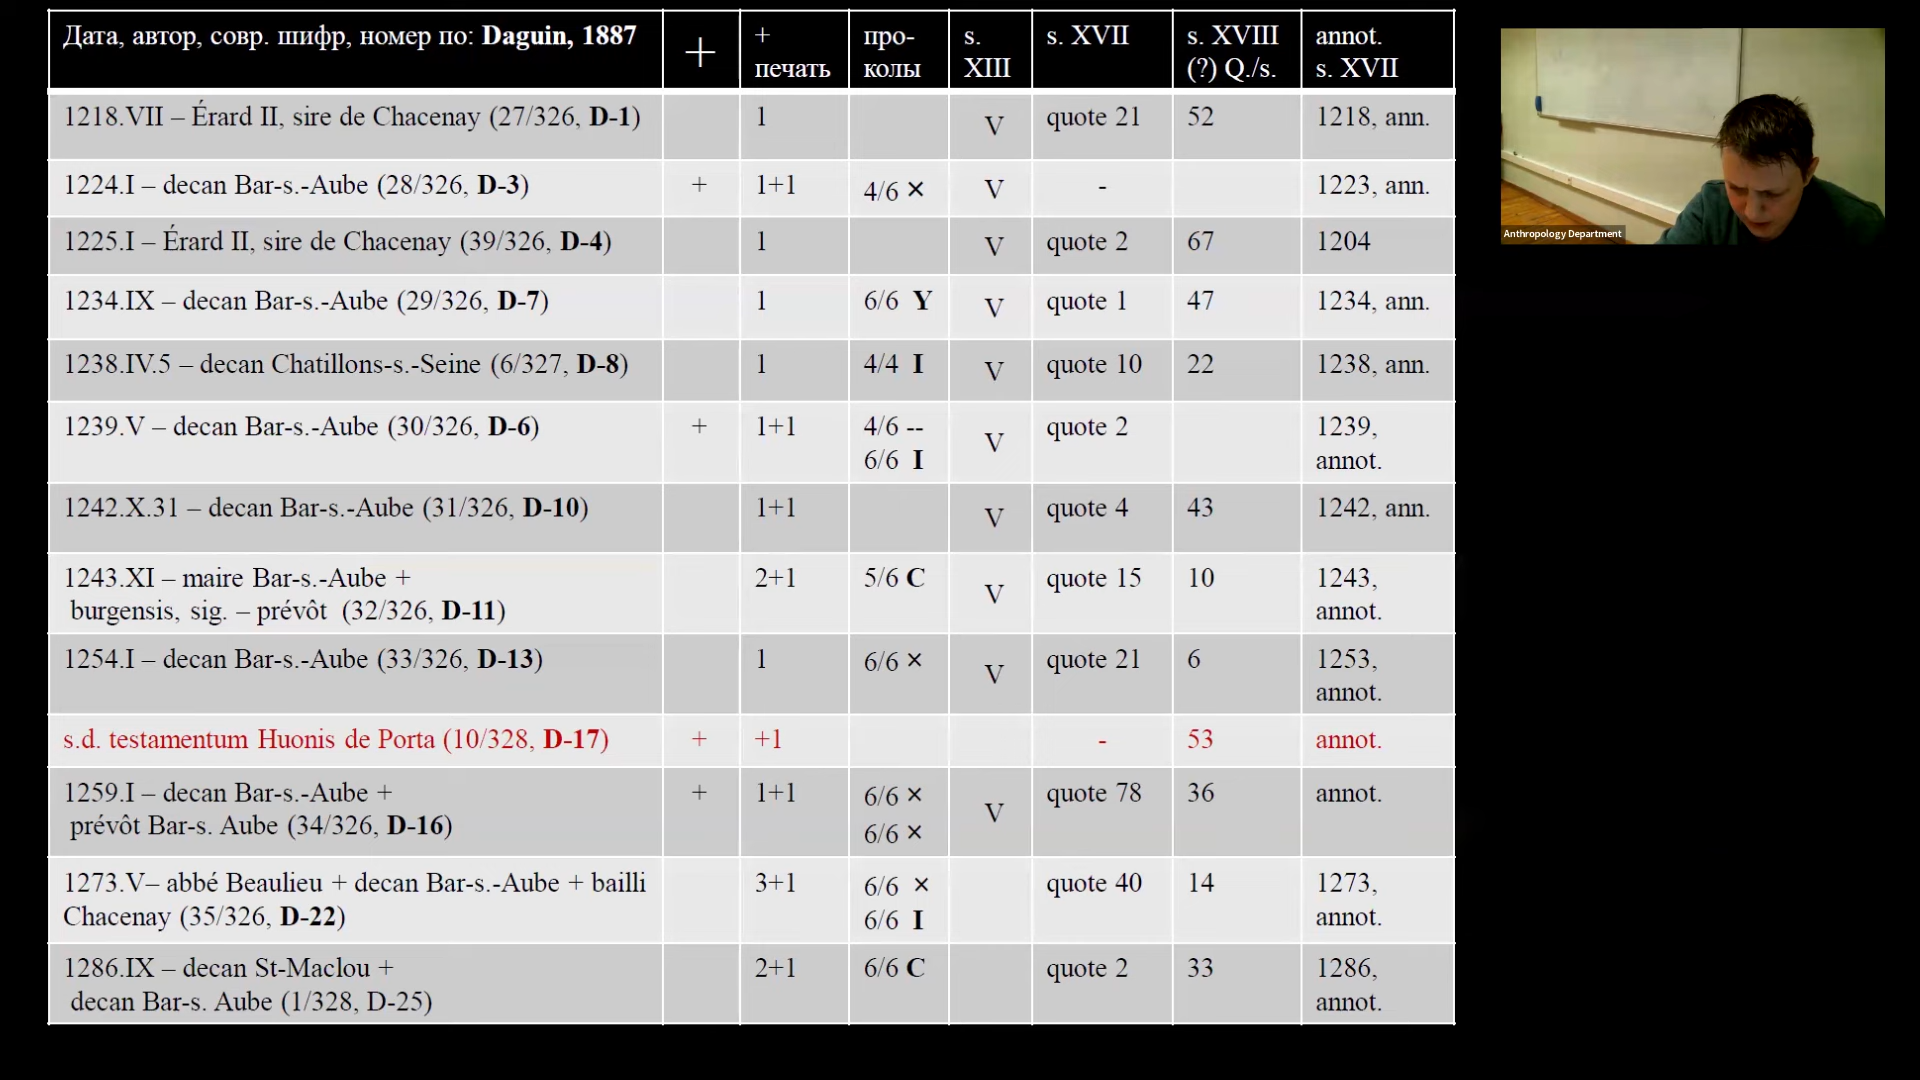 Дата, автор, совр. шифр, номер по: Daguin, 1887 + + печать про-колы s. XIII s. XVII s. XVIII (?) Q./s. annot. s. XVII
1218.VII – Érard II, sire de Chacenay (27/326, D-1) 1 V quote 21 52 1218, ann.
1224.I – decan Bar-s.-Aube (28/326, D-3) + 1+1 4/6 × V - 1223, ann.
1225.I – Érard II, sire de Chacenay (39/326, D-4) 1 V quote 2 67 1204
1234.IX – decan Bar-s.-Aube (29/326, D-7) 1 6/6 Y V quote 1 47 1234, ann.
1238.IV.5 – decan Chatillons-s.-Seine (6/327, D-8) 1 4/4 I V quote 10 22 1238, ann.
1239.V – decan Bar-s.-Aube (30/326, D-6) + 1+1 4/6 -- V quote 2 1239,
6/6 I annot.
1242.X.31 – decan Bar-s.-Aube (31/326, D-10) 1+1 V quote 4 43 1242, ann.
1243.XI – maire Bar-s.-Aube + 2+1 5/6 C V quote 15 10 1243,
burgensis, sig. – prévôt (32/326, D-11) annot.
1254.I – decan Bar-s.-Aube (33/326, D-13) 1 6/6 × V quote 21 6 1253,
annot.
s.d. testamentum Huonis de Porta (10/328, D-17) + +1 - 53 annot.
1259.I – decan Bar-s.-Aube + + 1+1 6/6 × V quote 78 36 annot.
prévôt Bar-s. Aube (34/326, D-16) 6/6 ×
1273.V– abbé Beaulieu + decan Bar-s.-Aube + bailli 3+1 6/6 × quote 40 14 1273,
Chacenay (35/326, D-22) 6/6 I annot.
1286.IX – decan St-Maclou + 2+1 6/6 C quote 2 33 1286,
decan Bar-s. Aube (1/328, D-25) annot.
Anthropology Department